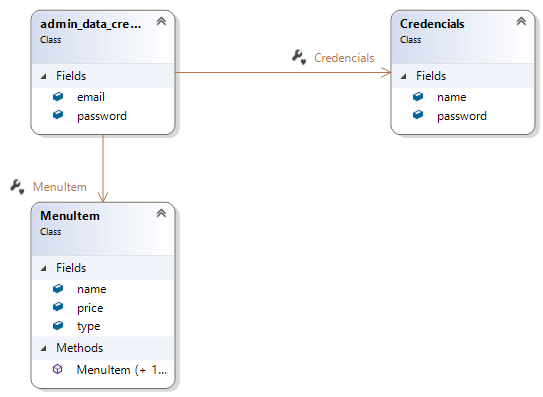 admin_data_cre...
Class
Fields
email
password
Credencials
Credencials
Class
Fields
name
password
MenuItem
MenuItem
Class
Fields
name
price
type
Methods
MenuItem (+ 1...